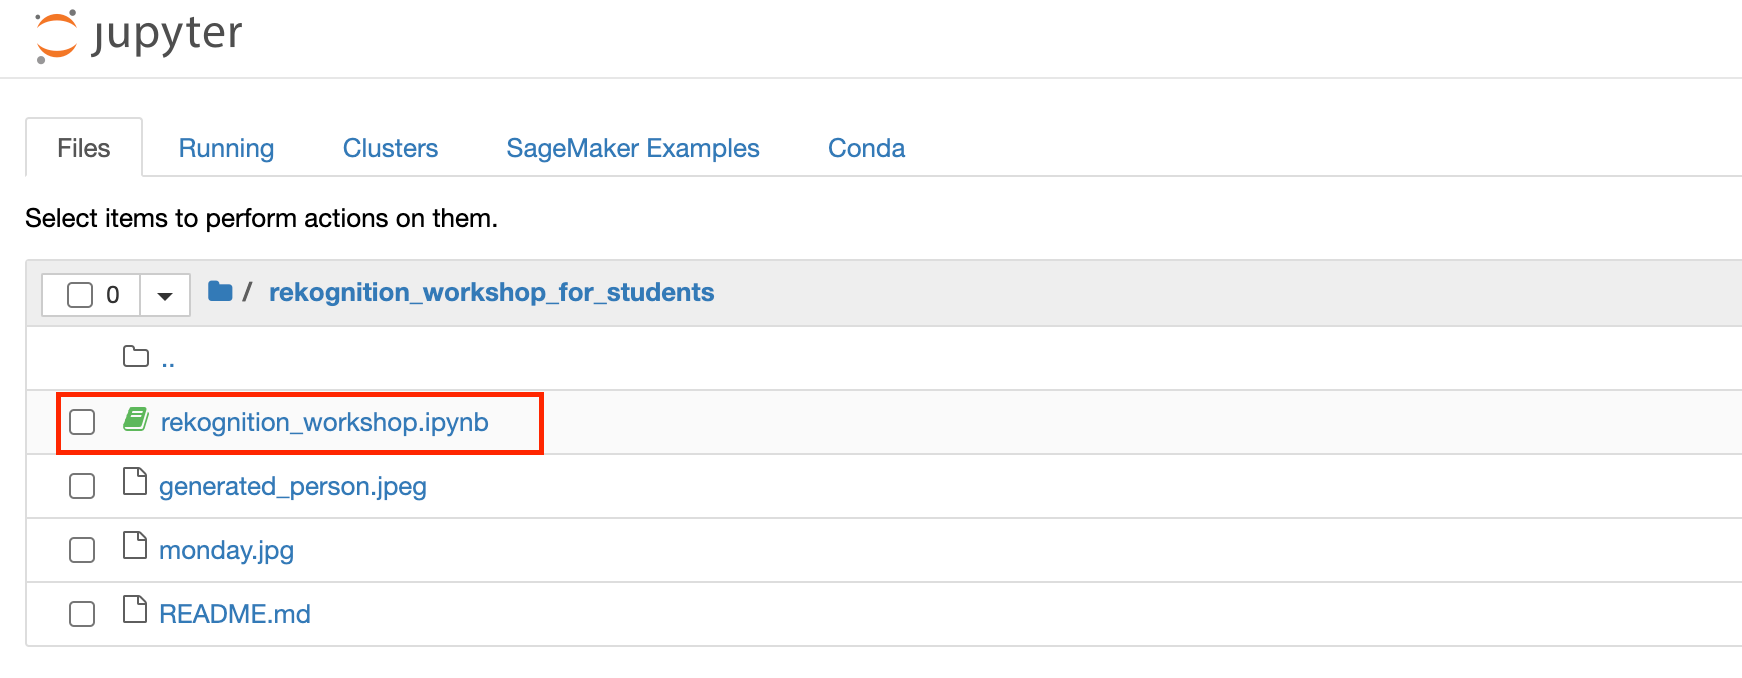 jupyter
Files Running Clusters SageMaker Examples Conda
Select items to perform actions on them.
0 / rekognition_workshop_for_students
..
rekognition_workshop.ipynb
generated_person.jpeg
monday.jpg
README.md